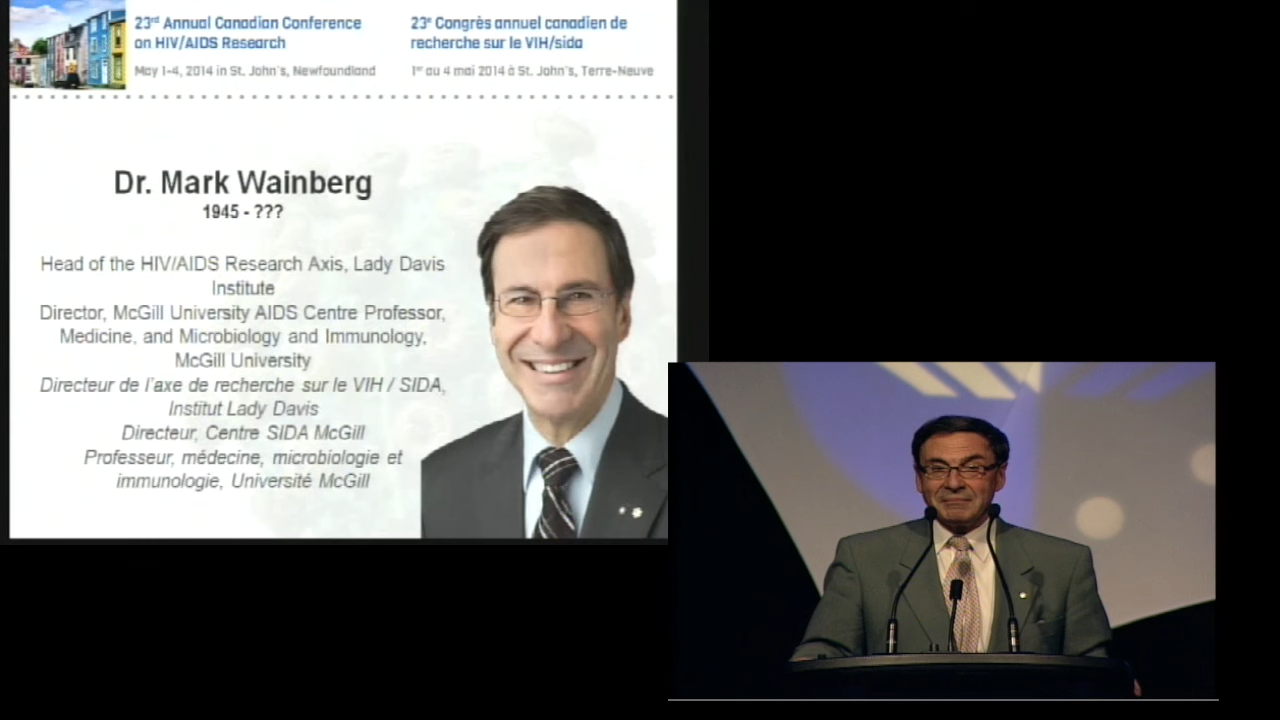 23rd Annual Canadian Conference
on HIV/AIDS Research
May 1-4, 2014 in St. John's, Newfoundland
23e Congrès annuel canadien de
recherche sur le VIH/sida
1er au 4 mai 2014 à St. John's, Terre-Neuve
Dr. Mark Wainberg
1945 - ???
Head of the HIV/AIDS Research Axis, Lady Davis
Institute
Director, McGill University AIDS Centre Professor,
Medicine, and Microbiology and Immunology,
McGill University
Directeur de l'axe de recherche sur le VIH / SIDA,
Institut Lady Davis
Directeur, Centre SIDA McGill
Professeur, médecine, microbiologie et
immunologie, Université McGill